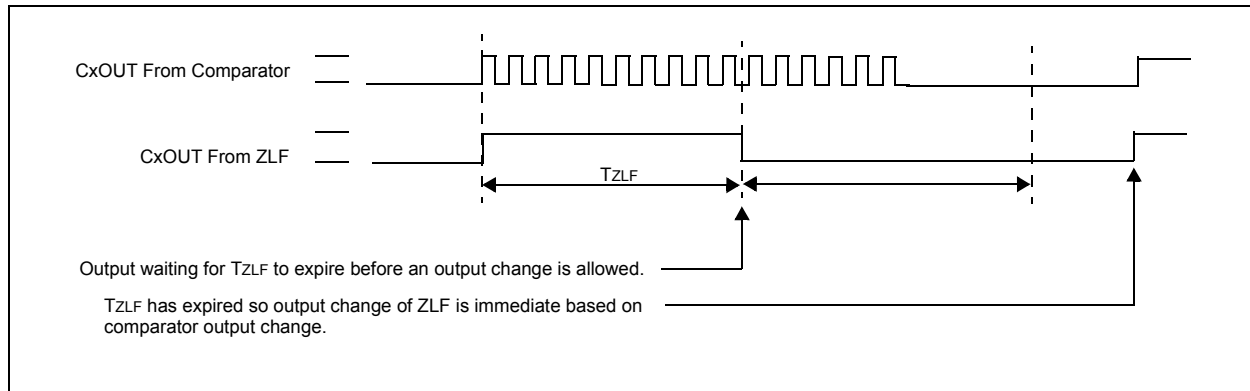 CxOUT From Comparator
CxOUT From ZLF
TZLF
Output waiting for TZLF to expire before an output change is allowed.
TZLF has expired so output change of ZLF is immediate based on
comparator output change.